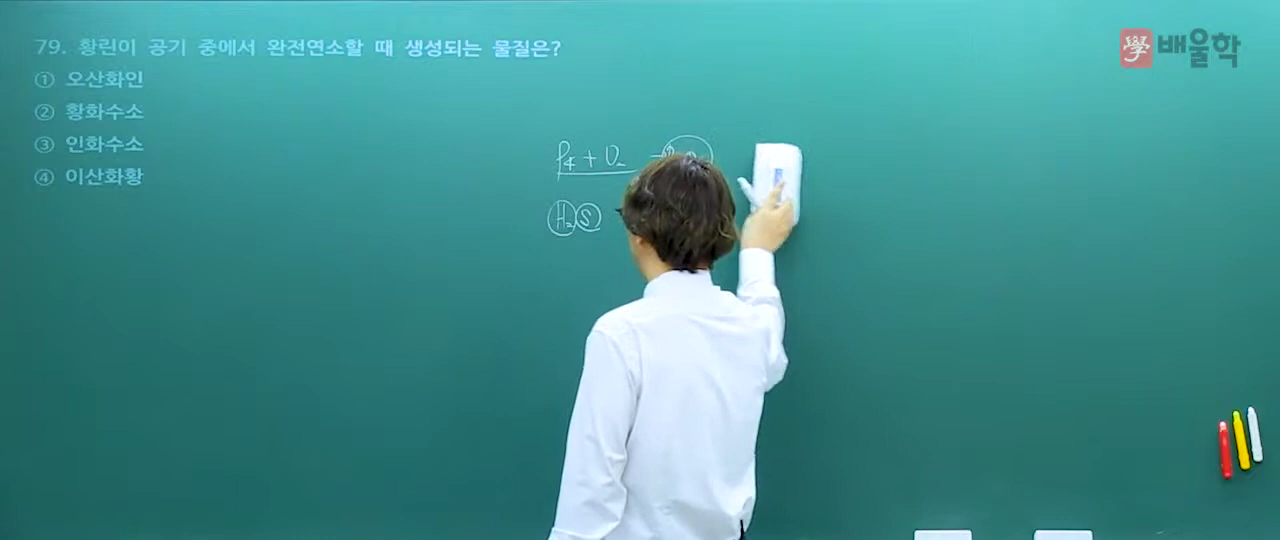 79. 황린이 공기 중에서 완전연소할 때 생성되는 물질은?
① 오산화인
② 황화수소
③ 인화수소
④ 이산화황
學 배울학
P₄ + O₂ →
H₂ S